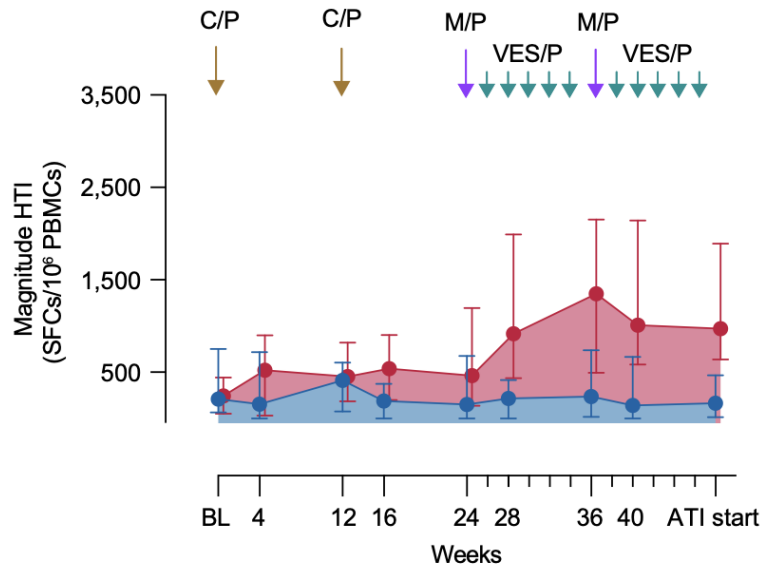 C/P
C/P
M/P
M/P
VES/P
VES/P
3,500
2,500
1,500
500
Magnitude HTI
(SFCs/10⁶ PBMCs)
BL 4 12 16 24 28 36 40 ATI start
Weeks